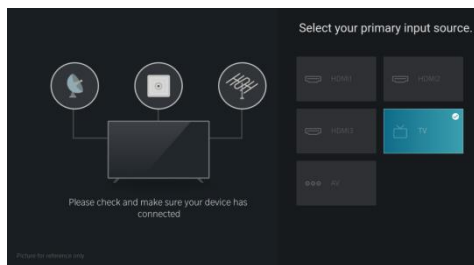 Select your primary input source.
HDMI1
HDMI2
HDMI3
TV
AV
Please check and make sure your device has
connected
Picture for reference only